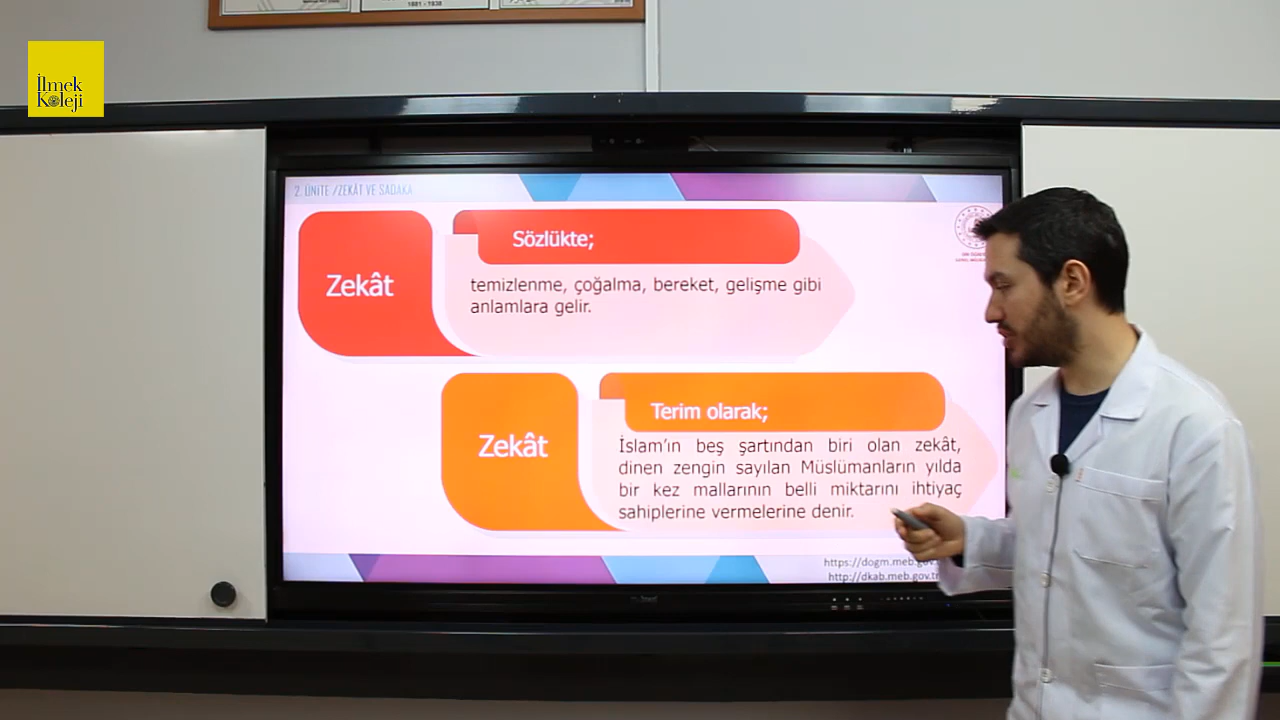 1881 - 1938
İlmek
Koleji
2. ÜNİTE /ZEKÂT VE SADAKA
Zekât
Sözlükte;
temizlenme, çoğalma, bereket, gelişme gibi
anlamlara gelir.
Zekât
Terim olarak;
İslam'ın beş şartından biri olan zekât,
dinen zengin sayılan Müslümanların yılda
bir kez mallarının belli miktarını ihtiyaç
sahiplerine vermelerine denir.
https://dogm.meb.gov.
http://dkab.meb.gov.tr